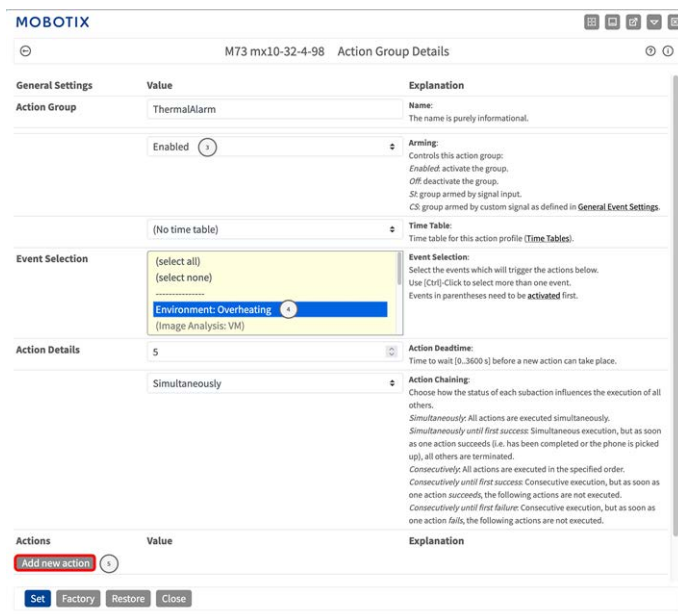 MOBOTIX
M73 mx10-32-4-98 Action Group Details
General Settings Value Explanation
Action Group ThermalAlarm Name:
The name is purely informational.
Enabled 3 Arming:
Controls this action group:
Enabled: activate the group.
Off: deactivate the group.
SI: group armed by signal input.
CS: group armed by custom signal as defined in General Event Settings.
(No time table) Time Table:
Time table for this action profile (Time Tables).
Event Selection (select all) Event Selection:
(select none) Select the events which will trigger the actions below.
Use [Ctrl]-Click to select more than one event.
--------------- Events in parentheses need to be activated first.
Environment: Overheating 4
(Image Analysis: VM)
Action Details 5 Action Deadtime:
Time to wait [0..3600 s] before a new action can take place.
Simultaneously Action Chaining:
Choose how the status of each subaction influences the execution of all
others.
Simultaneously: All actions are executed simultaneously.
Simultaneously until first success: Simultaneous execution, but as soon
as one action succeeds (i.e. has been completed or the phone is picked
up), all others are terminated.
Consecutively: All actions are executed in the specified order.
Consecutively until first success: Consecutive execution, but as soon as
one action succeeds, the following actions are not executed.
Consecutively until first failure: Consecutive execution, but as soon as
one action fails, the following actions are not executed.
Actions Value Explanation
Add new action 5
Set Factory Restore Close